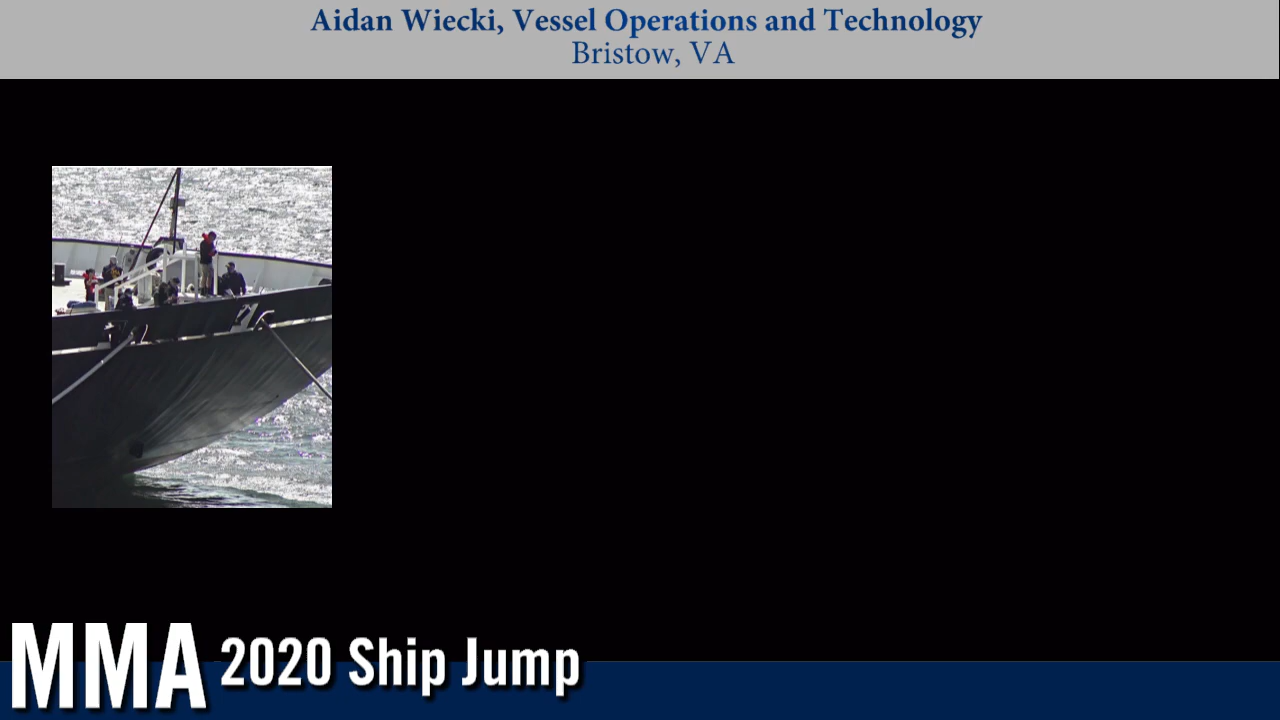 Aidan Wiecki, Vessel Operations and Technology
Bristow, VA
MMA 2020 Ship Jump